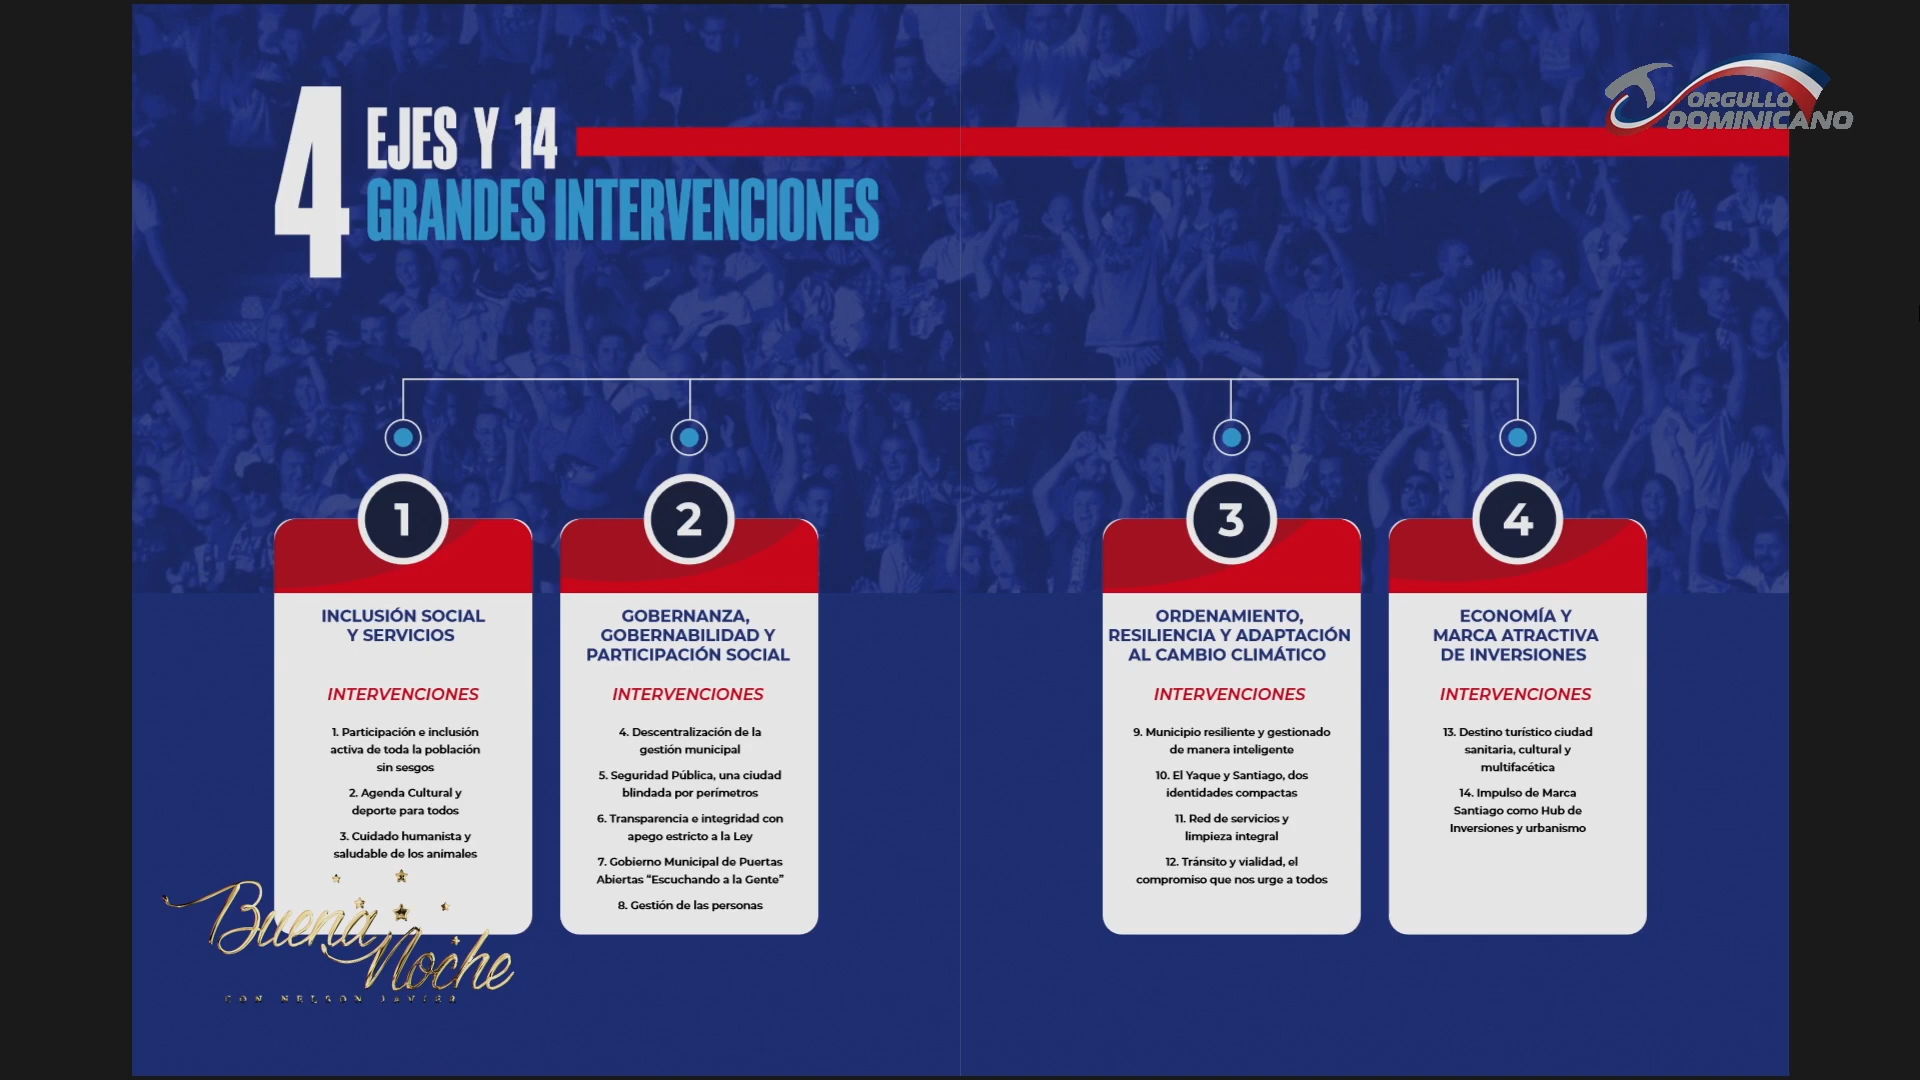 ORGULLO
DOMINICANO
4
EJES Y 14
GRANDES INTERVENCIONES
1
INCLUSIÓN SOCIAL
Y SERVICIOS
INTERVENCIONES
1. Participación e inclusión
activa de toda la población
sin sesgos
2. Agenda Cultural y
deporte para todos
3. Cuidado humanista y
saludable de los animales
2
GOBERNANZA,
GOBERNABILIDAD Y
PARTICIPACIÓN SOCIAL
INTERVENCIONES
4. Descentralización de la
gestión municipal
5. Seguridad Pública, una ciudad
blindada por perímetros
6. Transparencia e integridad con
apego estricto a la Ley
7. Gobierno Municipal de Puertas
Abiertas “Escuchando a la Gente”
8. Gestión de las personas
3
ORDENAMIENTO,
RESILIENCIA Y ADAPTACIÓN
AL CAMBIO CLIMÁTICO
INTERVENCIONES
9. Municipio resiliente y gestionado
de manera inteligente
10. El Yaque y Santiago, dos
identidades compactas
11. Red de servicios y
limpieza integral
12. Tránsito y vialidad, el
compromiso que nos urge a todos
4
ECONOMÍA Y
MARCA ATRACTIVA
DE INVERSIONES
INTERVENCIONES
13. Destino turístico ciudad
sanitaria, cultural y
multifacética
14. Impulso de Marca
Santiago como Hub de
Inversiones y urbanismo
Buena
Noche
CON NELSON JAVIER